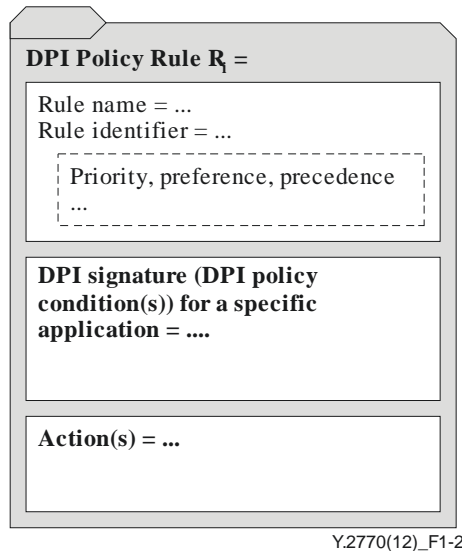 DPI Policy Rule Ri =
Rule name = ...
Rule identifier = ...
Priority, preference, precedence
...
DPI signature (DPI policy
condition(s)) for a specific
application = ....
Action(s) = ...
Y.2770(12)_F1-2